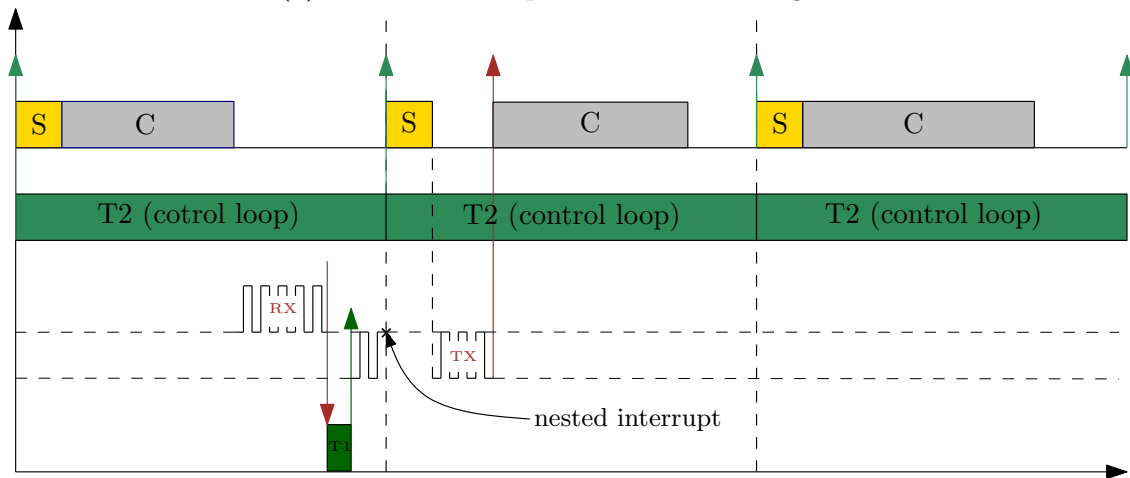 S C S C S C
T2 (cotrol loop) T2 (control loop) T2 (control loop)
RX
TX
nested interrupt
T1